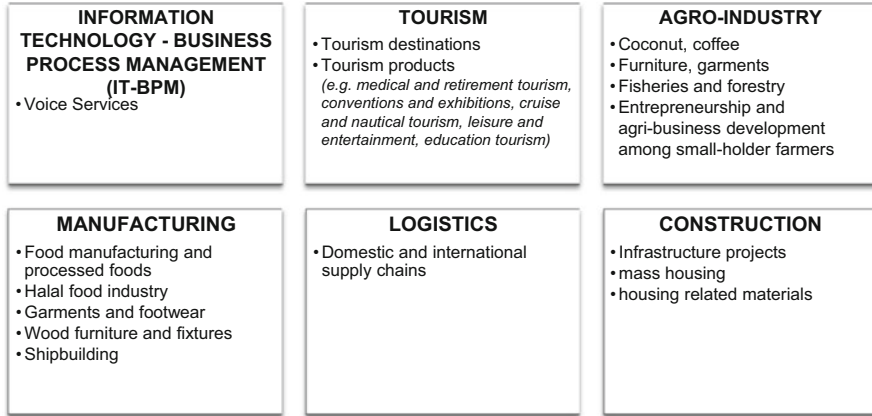 INFORMATION
TECHNOLOGY - BUSINESS
PROCESS MANAGEMENT
(IT-BPM)
• Voice Services
TOURISM
• Tourism destinations
• Tourism products
(e.g. medical and retirement tourism,
conventions and exhibitions, cruise
and nautical tourism, leisure and
entertainment, education tourism)
AGRO-INDUSTRY
• Coconut, coffee
• Furniture, garments
• Fisheries and forestry
• Entrepreneurship and
agri-business development
among small-holder farmers
MANUFACTURING
• Food manufacturing and
processed foods
• Halal food industry
• Garments and footwear
• Wood furniture and fixtures
• Shipbuilding
LOGISTICS
• Domestic and international
supply chains
CONSTRUCTION
• Infrastructure projects
• mass housing
• housing related materials